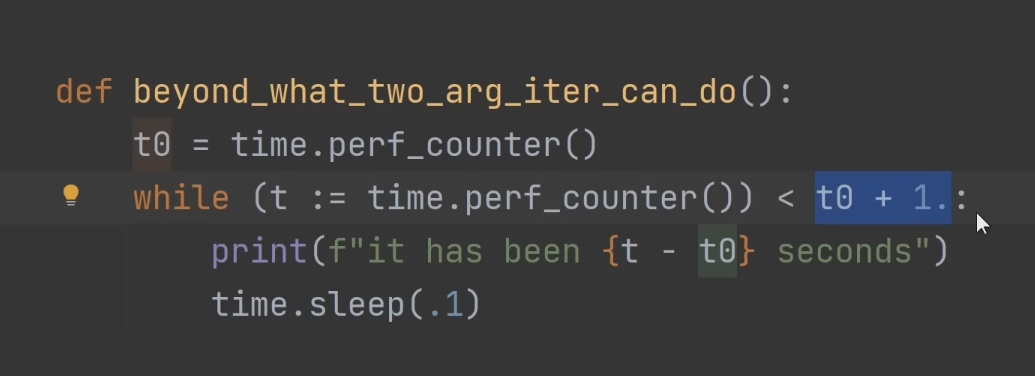 def beyond_what_two_arg_iter_can_do():
    t0 = time.perf_counter()
    while (t := time.perf_counter()) < t0 + 1.:
        print(f"it has been {t - t0} seconds")
        time.sleep(.1)